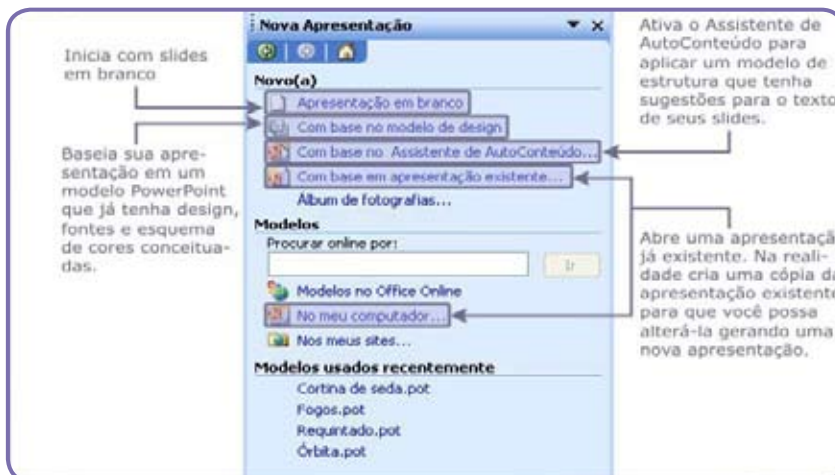 Inicia com slides
em branco
Baseia sua apre-
sentação em um
modelo PowerPoint
que já tenha design,
fontes e esquema
de cores conceitua-
das.
Nova Apresentação
Novo(a)
Apresentação em branco
Com base no modelo de design
Com base no Assistente de AutoConteúdo...
Com base em apresentação existente...
Álbum de fotografias...
Modelos
Procurar online por:
Ir
Modelos no Office Online
No meu computador...
Nos meus sites...
Modelos usados recentemente
Cortina de seda.pot
Fogos.pot
Requintado.pot
Órbita.pot
Ativa o Assistente de
AutoConteúdo para
aplicar um modelo de
estrutura que tenha
sugestões para o texto
de seus slides.
Abre uma apresentaçã
já existente. Na reali-
dade cria uma cópia da
apresentação existente
para que você possa
alterá-la gerando uma
nova apresentação.